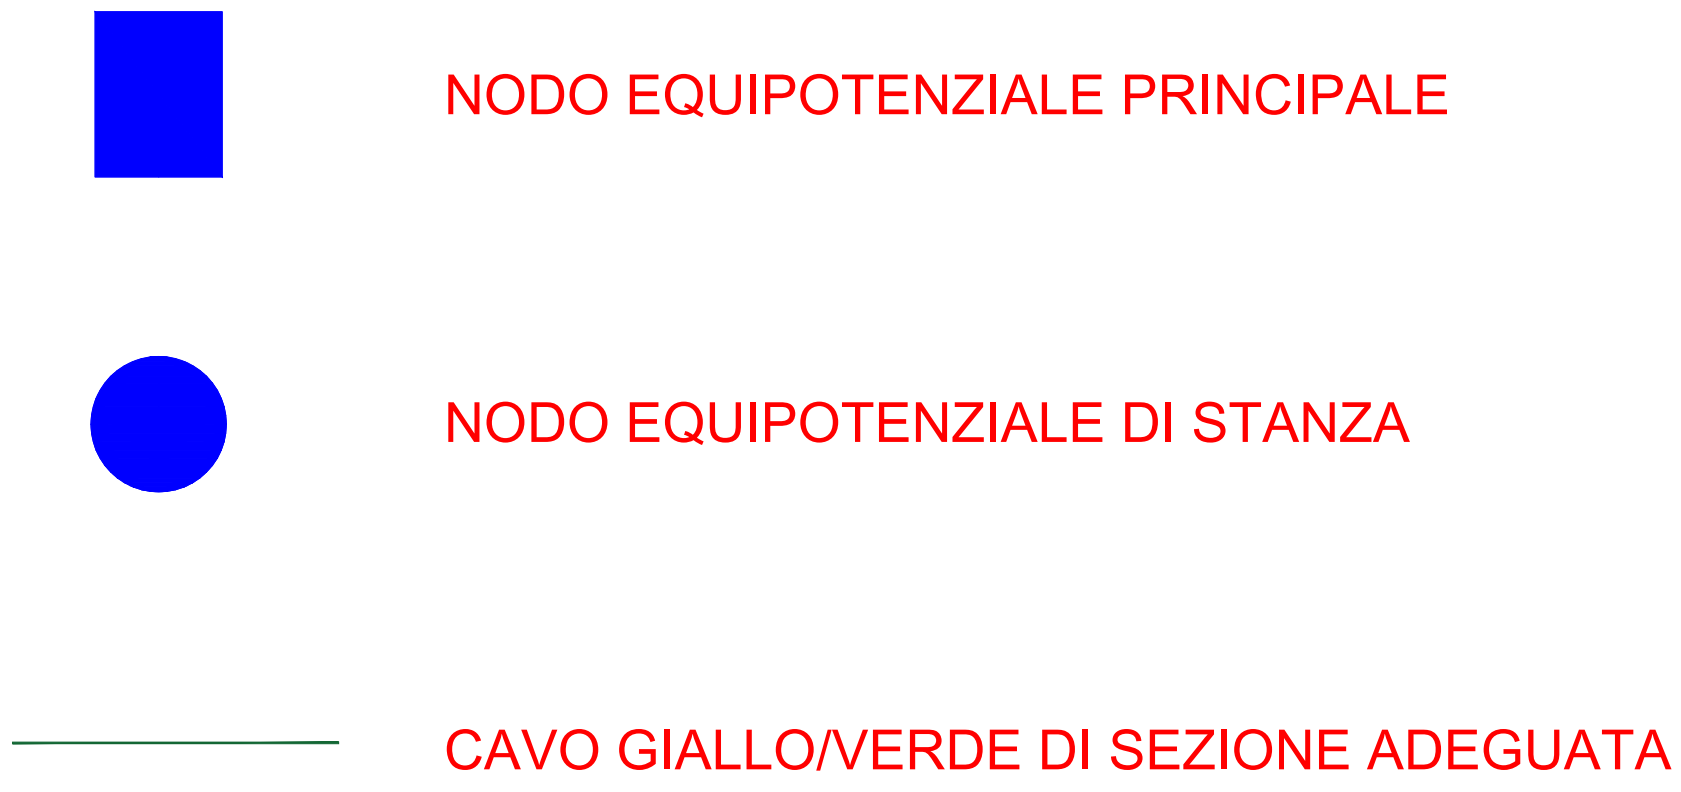 NODO EQUIPOTENZIALE PRINCIPALE
NODO EQUIPOTENZIALE DI STANZA
CAVO GIALLO/VERDE DI SEZIONE ADEGUATA